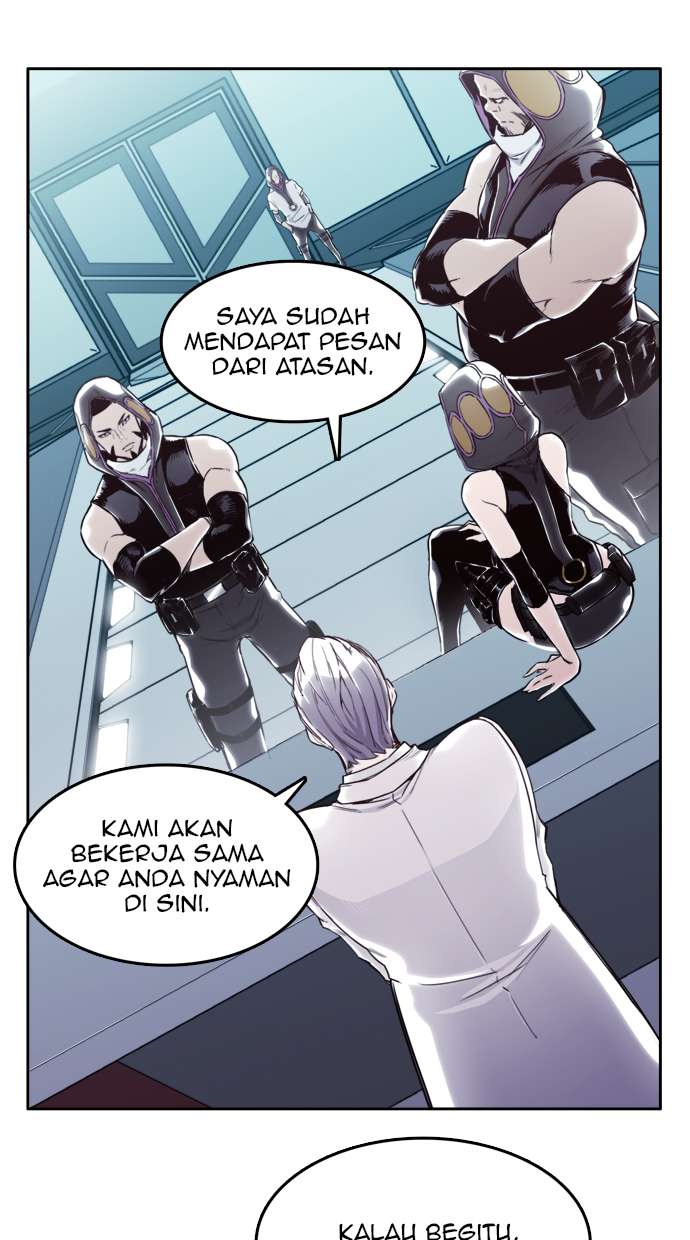 SAYA SUDAH
MENDAPAT PESAN
DARI ATASAN.
KAMI AKAN
BEKERJA SAMA
AGAR ANDA NYAMAN
DI SINI.
KALAU BEGITU,